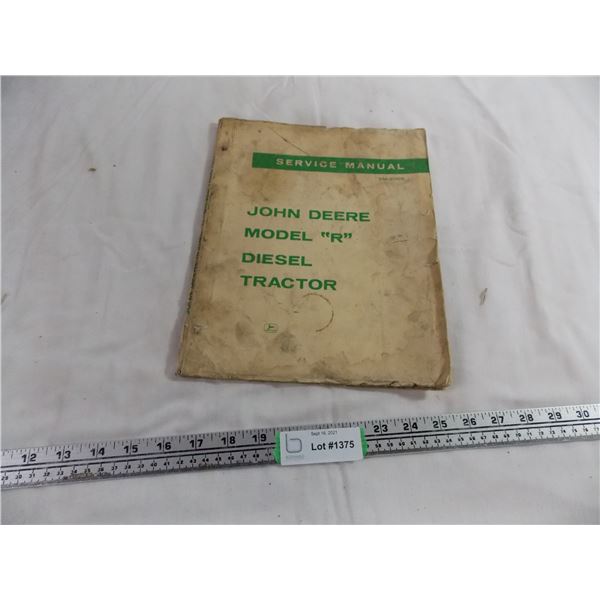 SERVICE MANUAL
JOHN DEERE
MODEL "R"
DIESEL
TRACTOR
12 13 14 15 16 17 18 19 23 24 25 26 27 28 29 30
Sept 16, 2021
Lot #1375